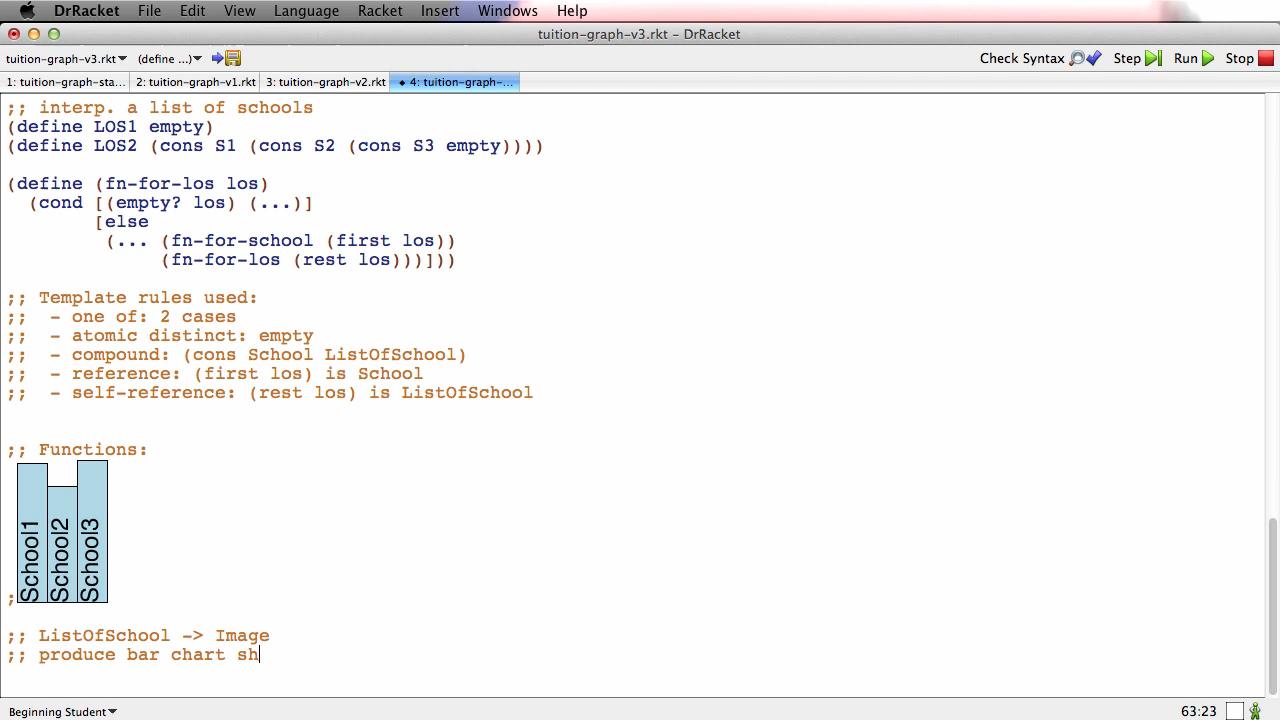 DrRacket File Edit View Language Racket Insert Windows Help
tuition-graph-v3.rkt - DrRacket
tuition-graph-v3.rkt (define ...) Check Syntax Step Run Stop
1: tuition-graph-sta... 2: tuition-graph-v1.rkt 3: tuition-graph-v2.rkt 4: tuition-graph-...
;; interp. a list of schools
(define LOS1 empty)
(define LOS2 (cons S1 (cons S2 (cons S3 empty))))
(define (fn-for-los los)
(cond [(empty? los) (...)]
[else
(... (fn-for-school (first los))
(fn-for-los (rest los)))]))
;; Template rules used:
;; - one of: 2 cases
;; - atomic distinct: empty
;; - compound: (cons School ListOfSchool)
;; - reference: (first los) is School
;; - self-reference: (rest los) is ListOfSchool
;; Functions:
;
School1
School2
School3
;; ListOfSchool -> Image
;; produce bar chart sh
Beginning Student 63:23